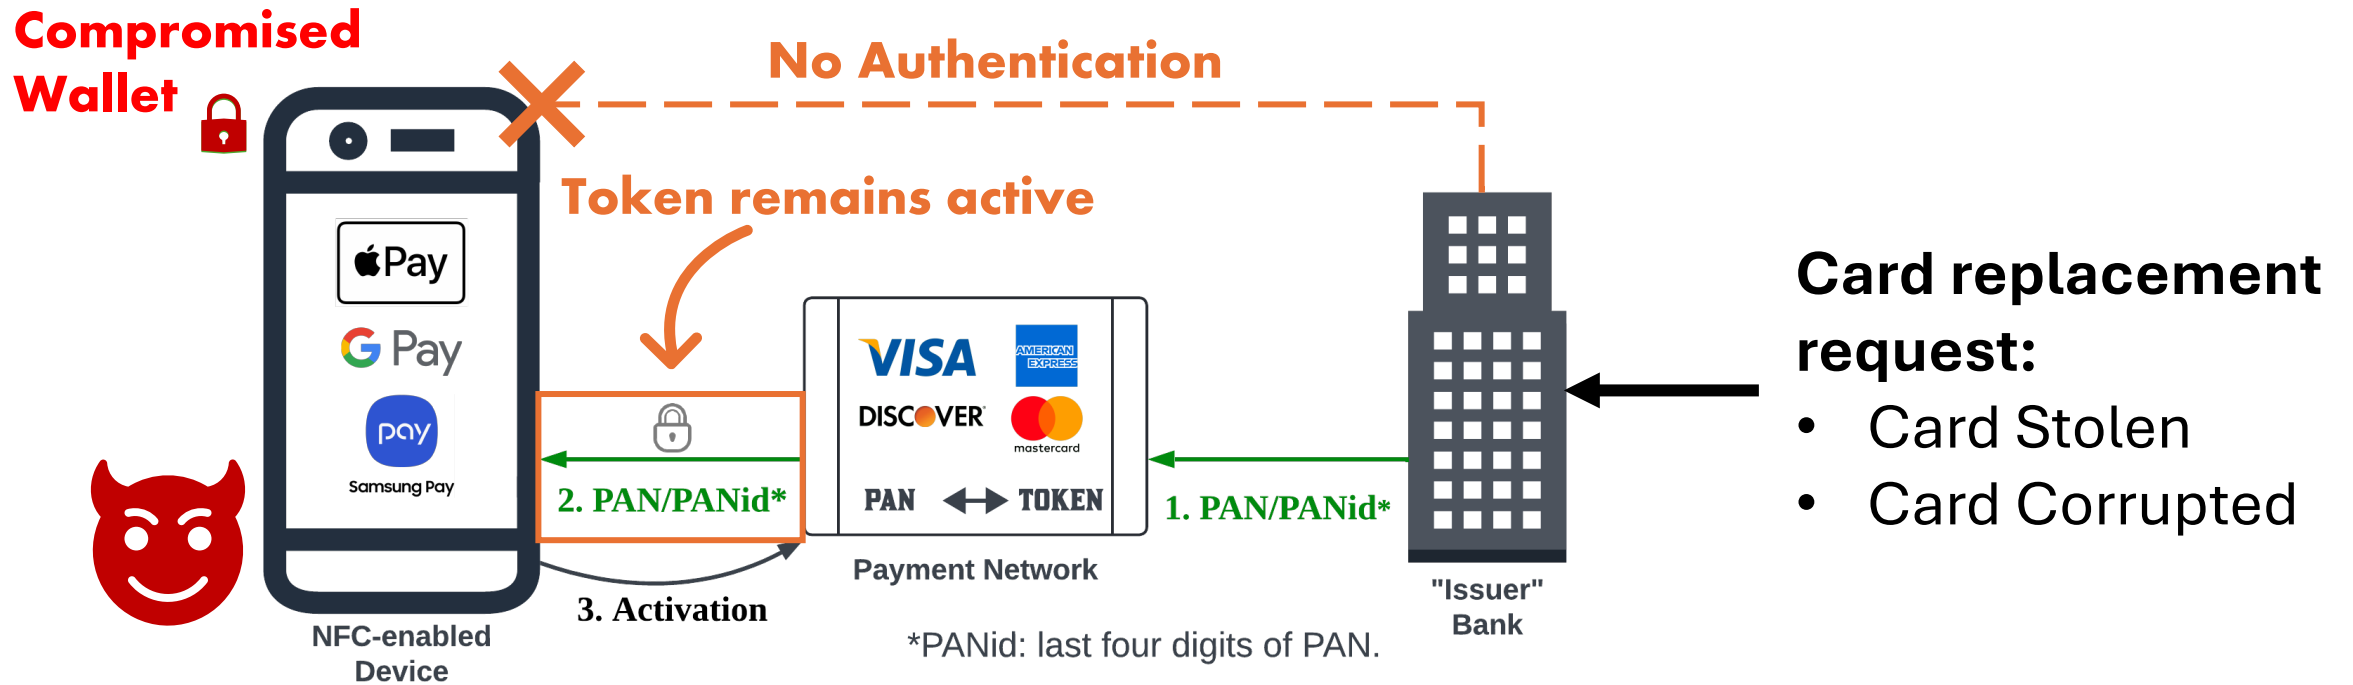 Compromised
Wallet
No Authentication
Token remains active
Pay
G Pay
pay
Samsung Pay
VISA
AMERICAN
EXPRESS
DISCOVER
mastercard
PAN TOKEN
2. PAN/PANid*
1. PAN/PANid*
3. Activation
Payment Network
NFC-enabled
Device
"Issuer"
Bank
*PANid: last four digits of PAN.
Card replacement
request:
• Card Stolen
• Card Corrupted